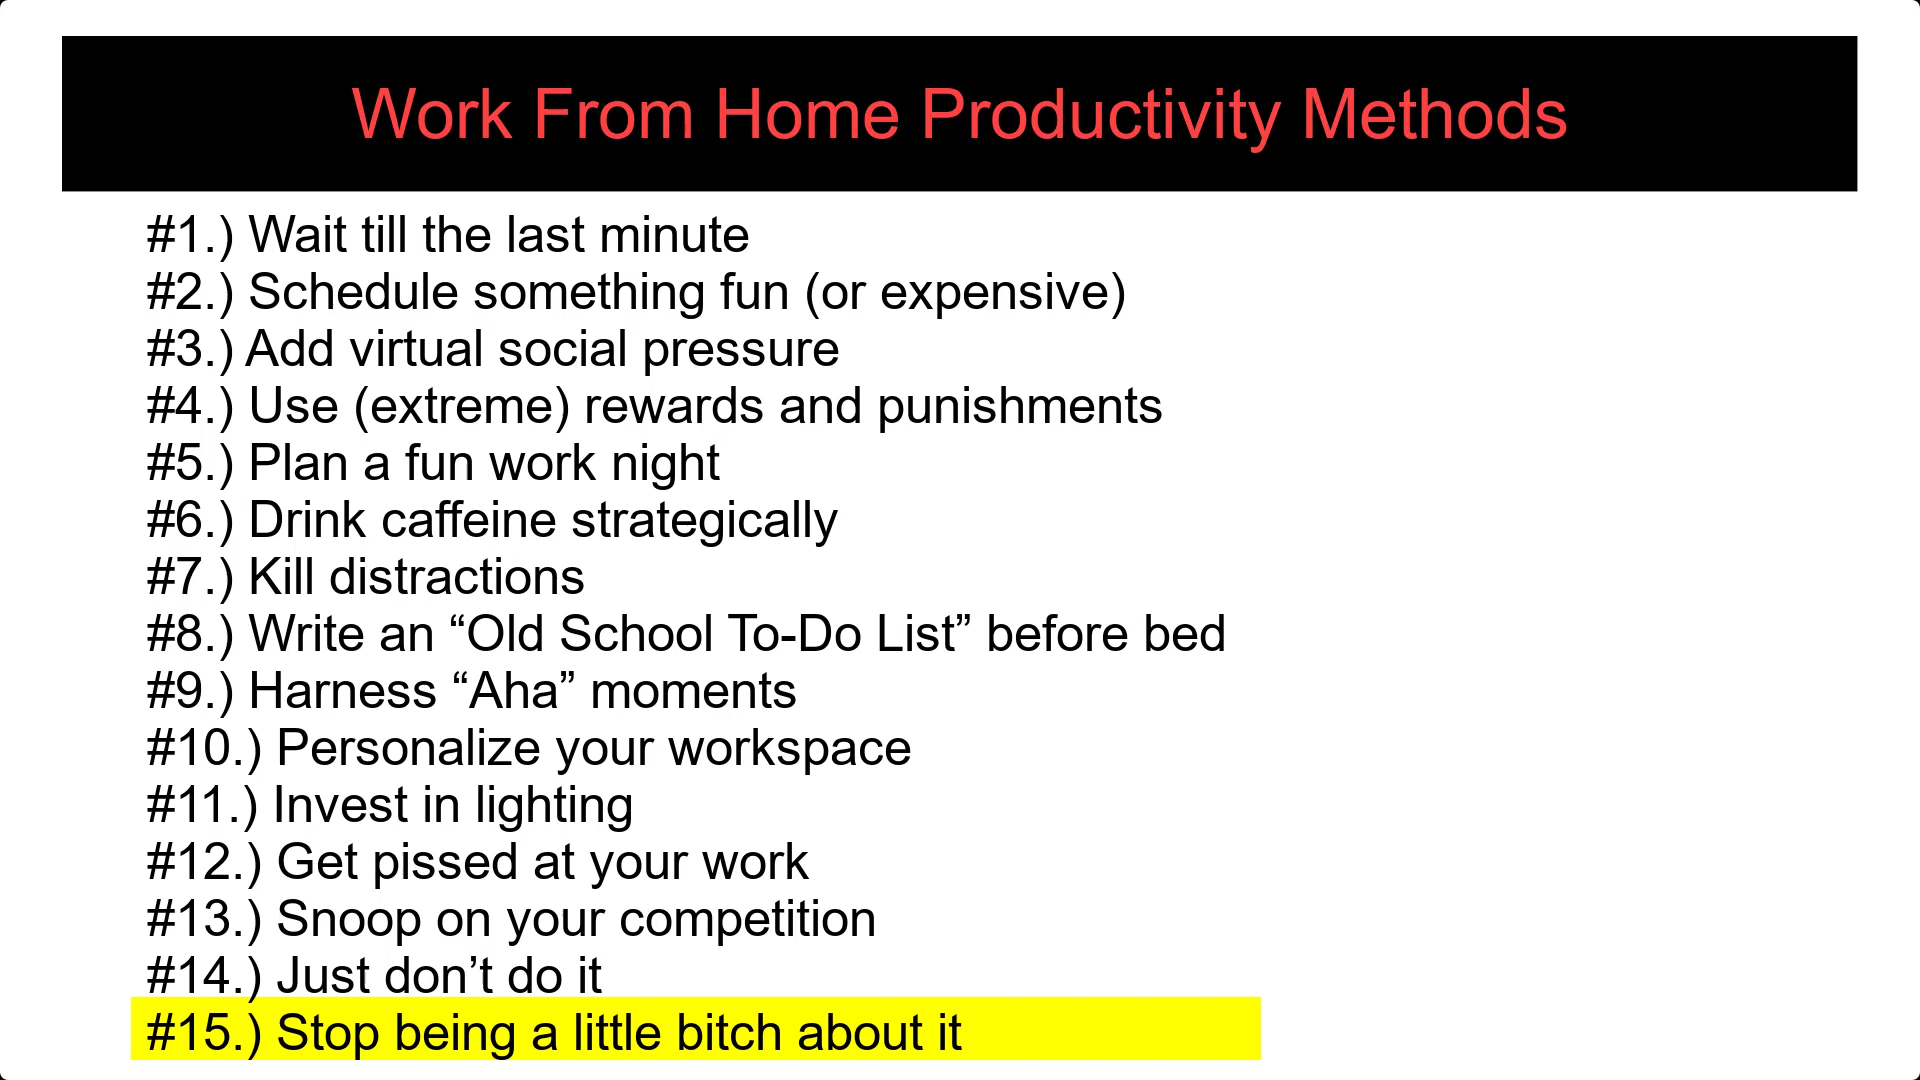 Work From Home Productivity Methods
#1.) Wait till the last minute
#2.) Schedule something fun (or expensive)
#3.) Add virtual social pressure
#4.) Use (extreme) rewards and punishments
#5.) Plan a fun work night
#6.) Drink caffeine strategically
#7.) Kill distractions
#8.) Write an “Old School To-Do List” before bed
#9.) Harness “Aha” moments
#10.) Personalize your workspace
#11.) Invest in lighting
#12.) Get pissed at your work
#13.) Snoop on your competition
#14.) Just don’t do it
#15.) Stop being a little bitch about it